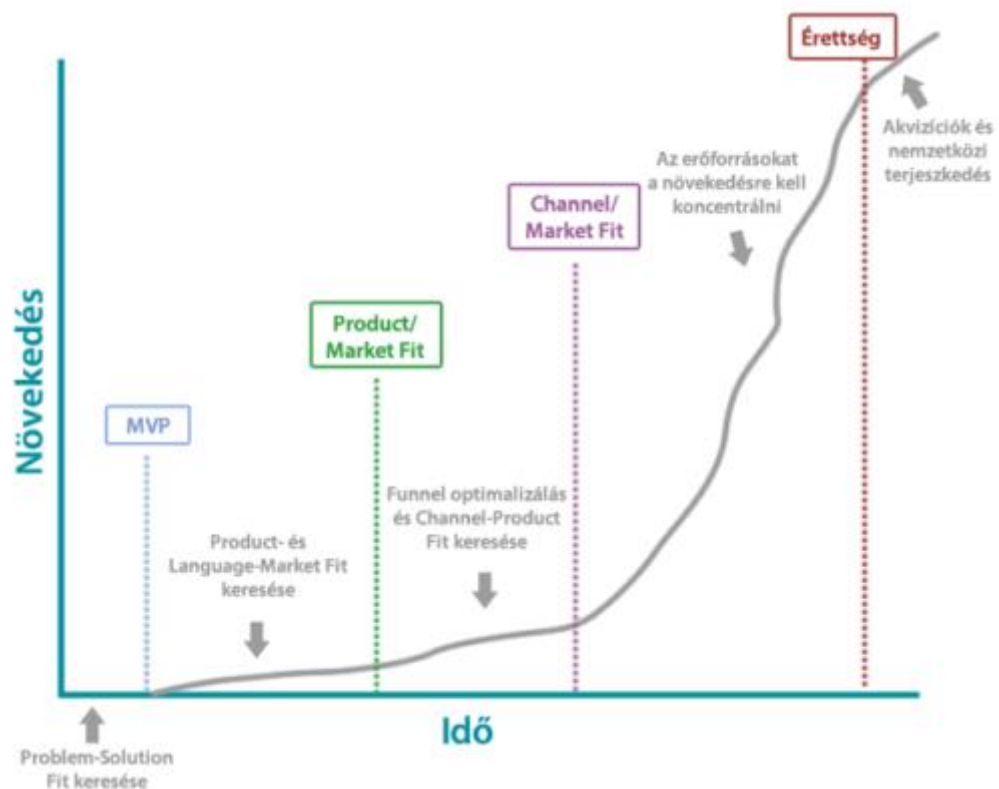 Érettség
Akvizíciók és
nemzetközi
terjeszkedés
Az erőforrásokat
a növekedésre kell
koncentrálni
Channel/
Market Fit
Product/
Market Fit
MVP
Funnel optimalizálás
és Channel-Product
Fit keresése
Product- és
Language-Market Fit
keresése
Növekedés
Idő
Problem-Solution
Fit keresése